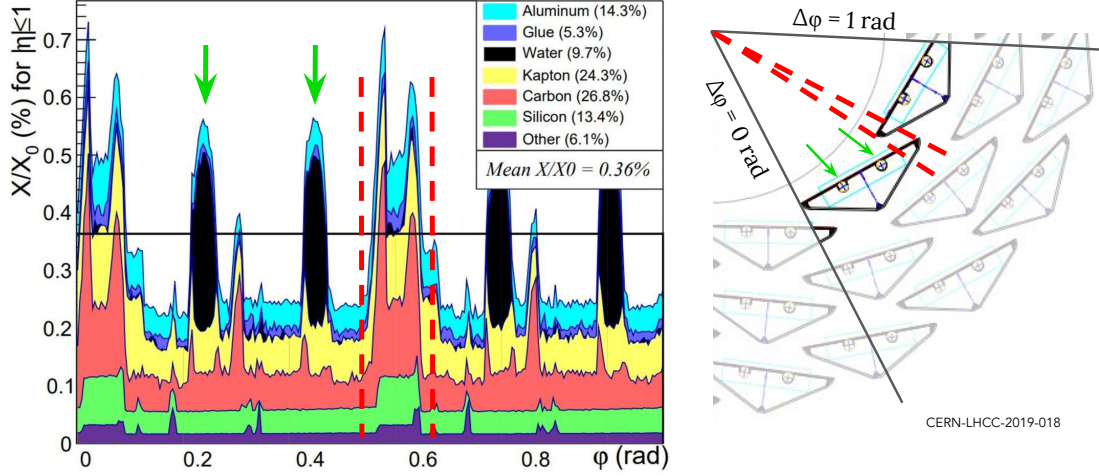 X/X0 (%) for |η|≤1
0.7
0.6
0.5
0.4
0.3
0.2
0.1
0
Aluminum (14.3%)
Glue (5.3%)
Water (9.7%)
Kapton (24.3%)
Carbon (26.8%)
Silicon (13.4%)
Other (6.1%)
Mean X/X0 = 0.36%
0
0.2
0.4
0.6
0.8
φ (rad)
Δφ = 1 rad
Δφ = 0 rad
CERN-LHCC-2019-018